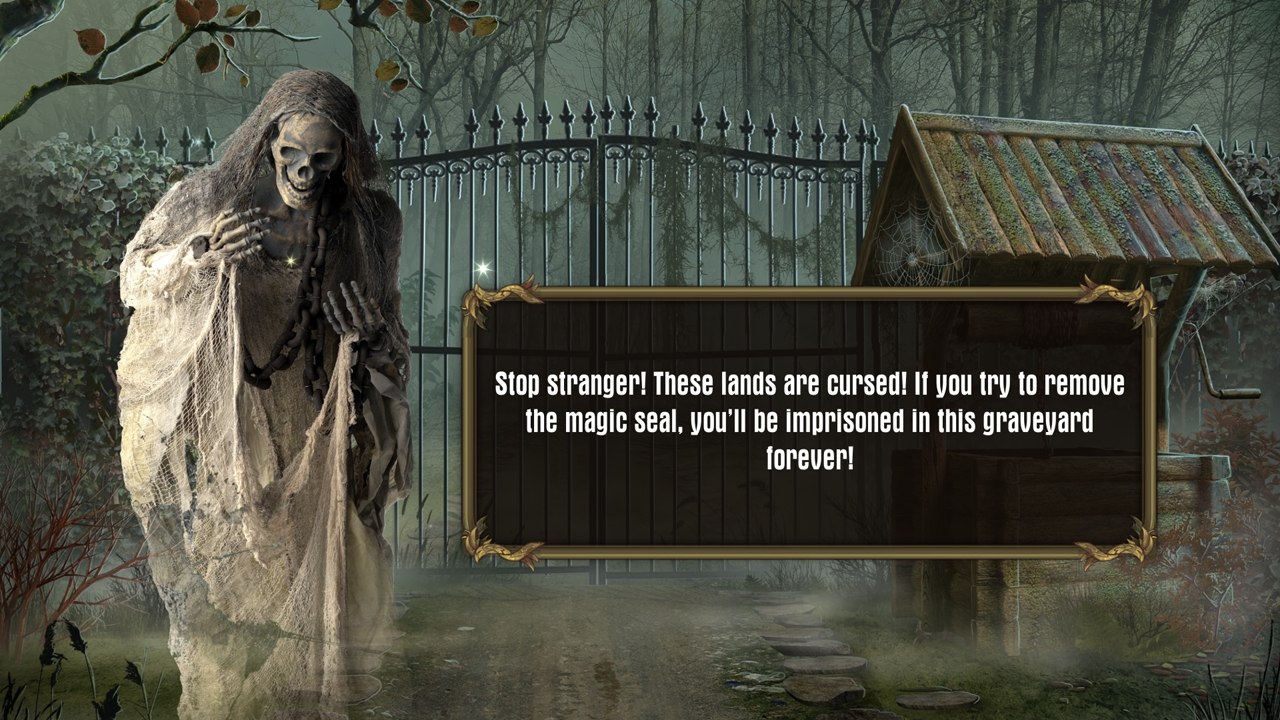 Stop stranger! These lands are cursed! If you try to remove
the magic seal, you'll be imprisoned in this graveyard
forever!